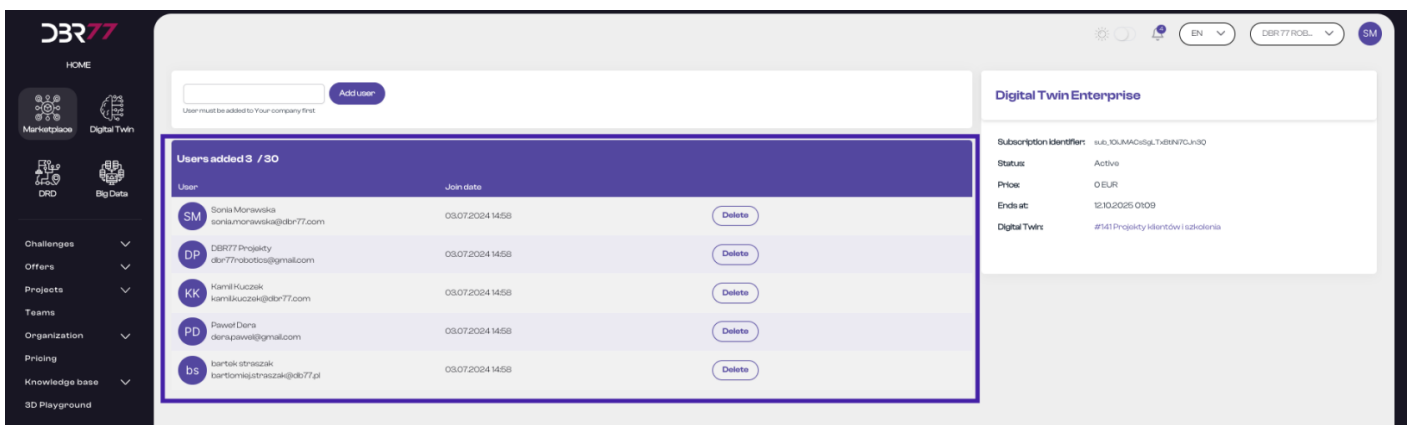 DBR77
HOME
Marketplace
Digital Twin
DRD
Big Data
Challenges
Offers
Projects
Teams
Organization
Pricing
Knowledge base
3D Playground
EN
DBR 77 ROB...
SM
Add user
User must be added to Your company first
Users added 3 / 30
User Join date
SM Sonia Morawska
sonia.morawska@dbr77.com 03.07.2024 14:58 Delete
DP DBR77 Projekty
dbr77robotics@gmail.com 03.07.2024 14:58 Delete
KK Kamil Kuczek
kamil.kuczek@dbr77.com 03.07.2024 14:58 Delete
PD Paweł Dera
dera.pawel@gmail.com 03.07.2024 14:58 Delete
bs bartek straszak
bartlomiej.straszak@db77.pl 03.07.2024 14:58 Delete
Digital Twin Enterprise
Subscription Identifier:
Status: Active
Price: 0 EUR
Ends at: 12.10.2025 01:09
Digital Twin: #141 Projekty klientów i szkolenia